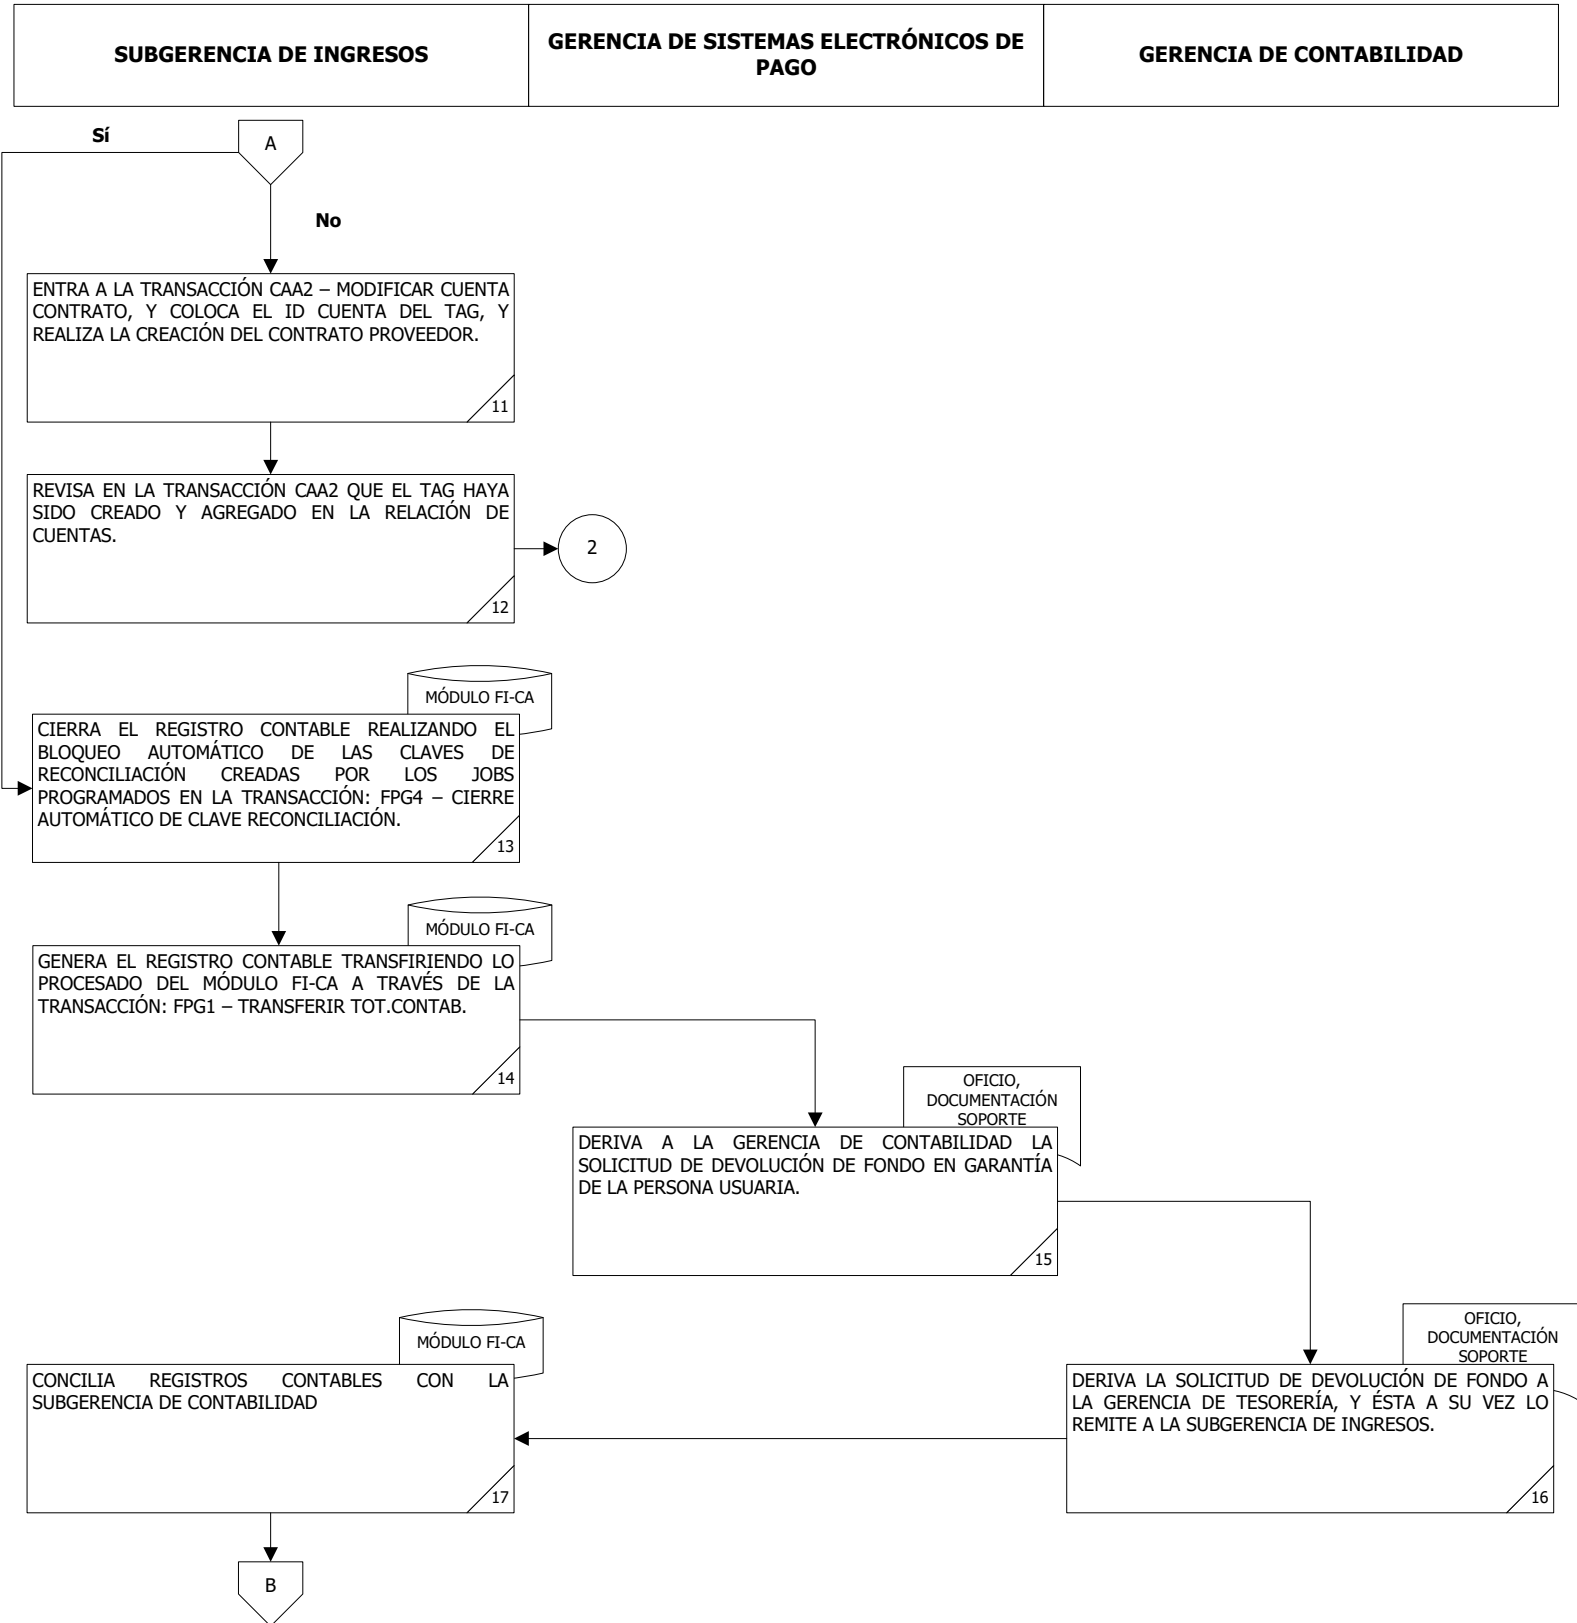 SUBGERENCIA DE INGRESOS
GERENCIA DE SISTEMAS ELECTRÓNICOS DE
PAGO
GERENCIA DE CONTABILIDAD
Sí
A
No
ENTRA A LA TRANSACCIÓN CAA2 – MODIFICAR CUENTA
CONTRATO, Y COLOCA EL ID CUENTA DEL TAG, Y
REALIZA LA CREACIÓN DEL CONTRATO PROVEEDOR.
11
REVISA EN LA TRANSACCIÓN CAA2 QUE EL TAG HAYA
SIDO CREADO Y AGREGADO EN LA RELACIÓN DE
CUENTAS.
12
2
MÓDULO FI-CA
CIERRA EL REGISTRO CONTABLE REALIZANDO EL
BLOQUEO AUTOMÁTICO DE LAS CLAVES DE
RECONCILIACIÓN CREADAS POR LOS JOBS
PROGRAMADOS EN LA TRANSACCIÓN: FPG4 – CIERRE
AUTOMÁTICO DE CLAVE RECONCILIACIÓN.
13
MÓDULO FI-CA
GENERA EL REGISTRO CONTABLE TRANSFIRIENDO LO
PROCESADO DEL MÓDULO FI-CA A TRAVÉS DE LA
TRANSACCIÓN: FPG1 – TRANSFERIR TOT.CONTAB.
14
OFICIO,
DOCUMENTACIÓN
SOPORTE
DERIVA A LA GERENCIA DE CONTABILIDAD LA
SOLICITUD DE DEVOLUCIÓN DE FONDO EN GARANTÍA
DE LA PERSONA USUARIA.
15
OFICIO,
DOCUMENTACIÓN
SOPORTE
DERIVA LA SOLICITUD DE DEVOLUCIÓN DE FONDO A
LA GERENCIA DE TESORERÍA, Y ÉSTA A SU VEZ LO
REMITE A LA SUBGERENCIA DE INGRESOS.
16
MÓDULO FI-CA
CONCILIA REGISTROS CONTABLES CON LA
SUBGERENCIA DE CONTABILIDAD
17
B